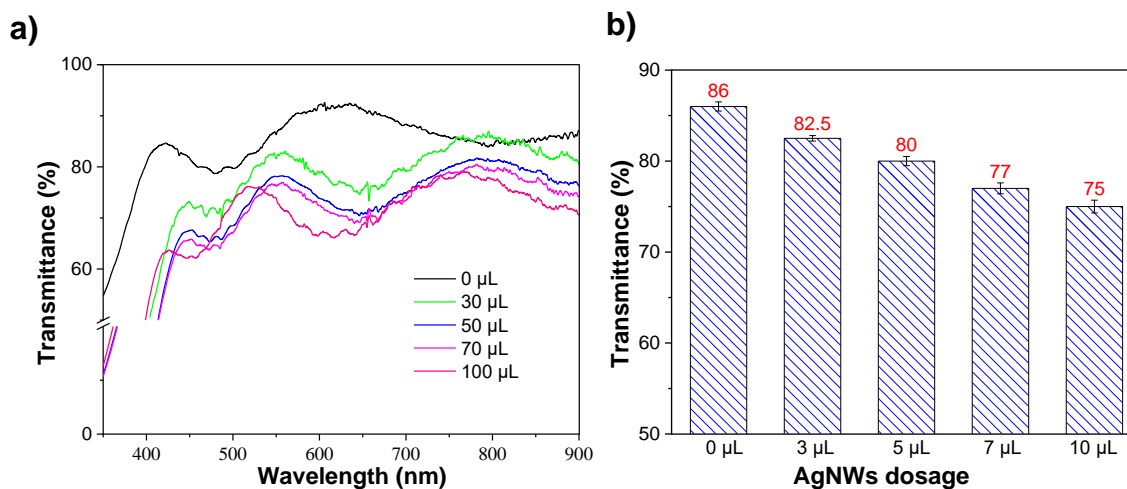 a)
100
80
60
0
Transmittance (%)
400 500 600 700 800 900
Wavelength (nm)
0 µL
30 µL
50 µL
70 µL
100 µL
b)
90
80
70
60
50
Transmittance (%)
86
82.5
80
77
75
0 µL 3 µL 5 µL 7 µL 10 µL
AgNWs dosage